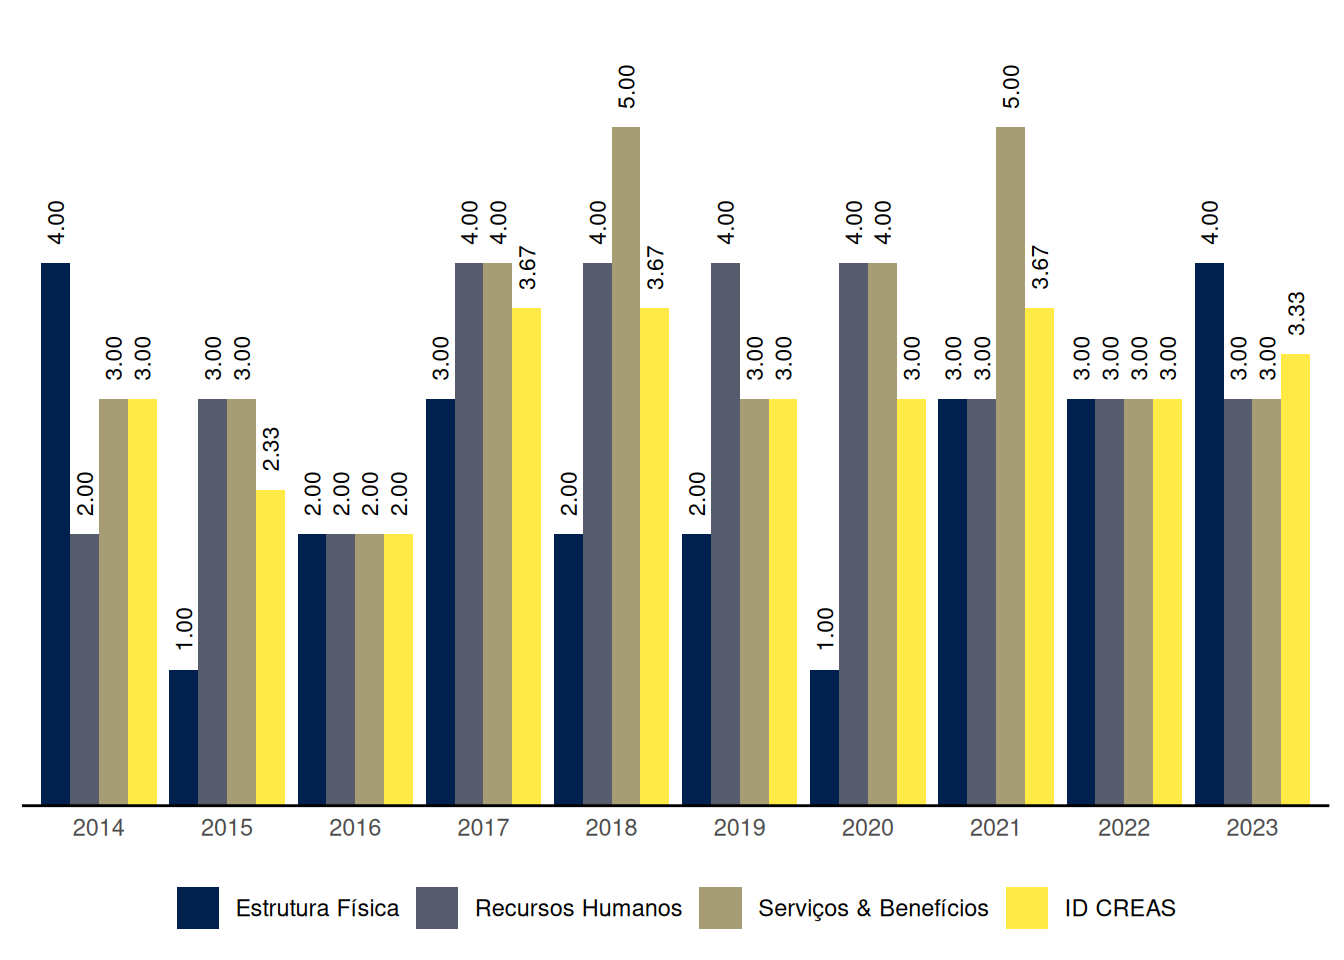 5.00 5.00
4.00 4.00 4.00 4.00 4.00 4.00 4.00 4.00
3.67 3.67 3.67
3.33
3.00 3.00 3.00 3.00 3.00 3.00 3.00 3.00 3.00 3.00 3.00 3.00 3.00 3.00 3.00 3.00
2.33
2.00 2.00 2.00 2.00 2.00 2.00 2.00
1.00 1.00
2014 2015 2016 2017 2018 2019 2020 2021 2022 2023
Estrutura Física Recursos Humanos Serviços & Benefícios ID CREAS